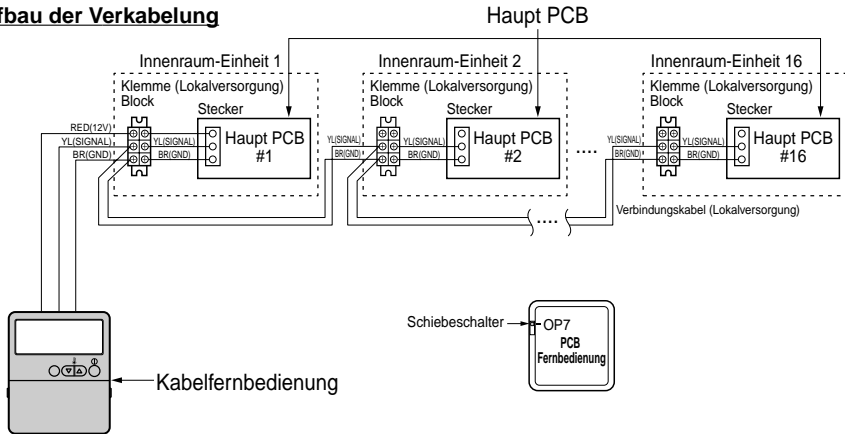 fbau der Verkabelung
Haupt PCB
Innenraum-Einheit 1
Innenraum-Einheit 2
Innenraum-Einheit 16
Klemme (Lokalversorgung)
Block
Stecker
RED(12V)
YL(SIGNAL)
BR(GND)
YL(SIGNAL)
BR(GND)
Haupt PCB
#1
Klemme (Lokalversorgung)
Block
Stecker
YL(SIGNAL)
BR(GND)
YL(SIGNAL)
BR(GND)
Haupt PCB
#2
....
Klemme (Lokalversorgung)
Block
Stecker
YL(SIGNAL)
BR(GND)
YL(SIGNAL)
BR(GND)
Haupt PCB
#16
....
Verbindungskabel (Lokalversorgung)
Schiebeschalter
OP7
PCB
Fernbedienung
Kabelfernbedienung